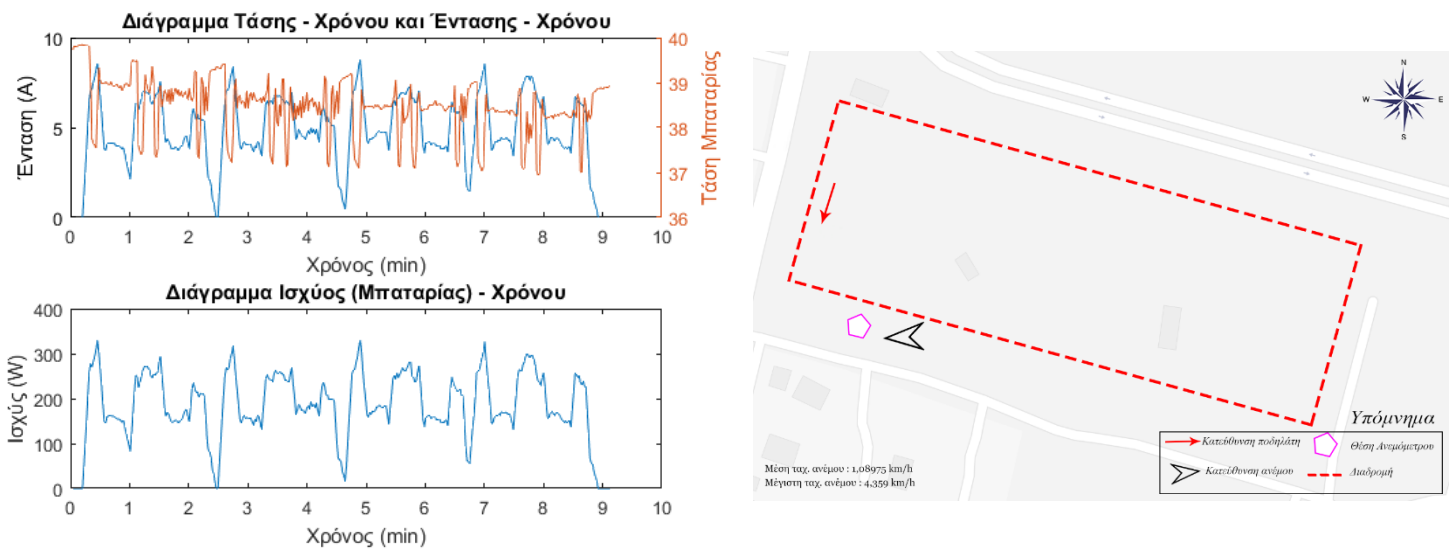 Διάγραμμα Τάσης - Χρόνου και Έντασης - Χρόνου
10
5
0
Ένταση (A)
40
39
38
37
36
Τάση Μπαταρίας
0 1 2 3 4 5 6 7 8 9 10
Χρόνος (min)
Διάγραμμα Ισχύος (Μπαταρίας) - Χρόνου
400
300
200
100
0
Ισχύς (W)
0 1 2 3 4 5 6 7 8 9 10
Χρόνος (min)
N
W E
S
Μέση ταχ. ανέμου : 1,08975 km/h
Μέγιστη ταχ. ανέμου : 4,359 km/h
Υπόμνημα
Κατεύθυνση ποδηλάτη
Θέση Ανεμόμετρου
Κατεύθυνση ανέμου
Διαδρομή